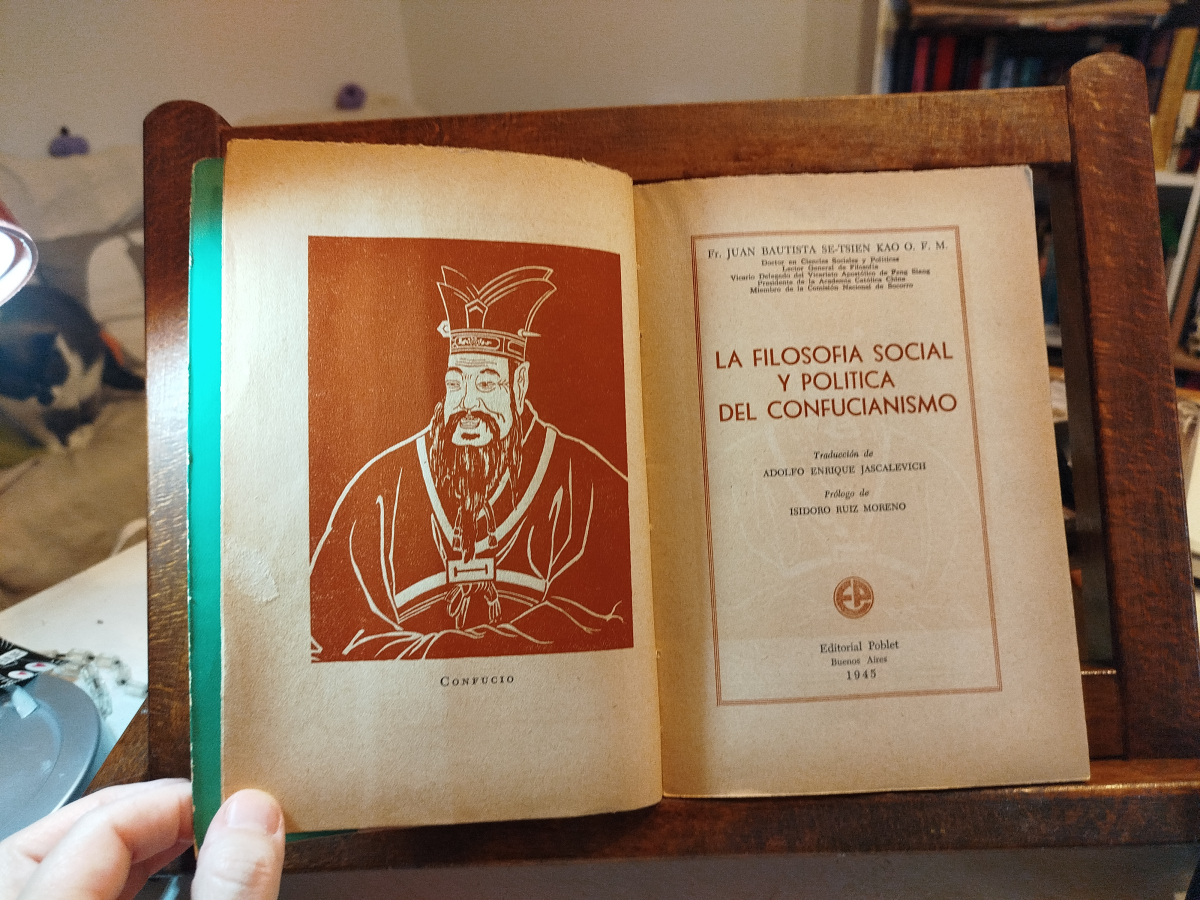 CONFUCIO
Fr. JUAN BAUTISTA SE-TSIEN KAO O. F. M.
Doctor en Ciencias Sociales y Políticas
Lector General de Filosofía
Vicario Delegado del Vicariato Apostólico de Feng Siang
Presidente de la Academia Católica China
Miembro de la Comisión Nacional de Socorro
LA FILOSOFIA SOCIAL
Y POLITICA
DEL CONFUCIANISMO
Traducción de
ADOLFO ENRIQUE JASCALEVICH
Prólogo de
ISIDORO RUIZ MORENO
EP
Editorial Poblet
Buenos Aires
1945